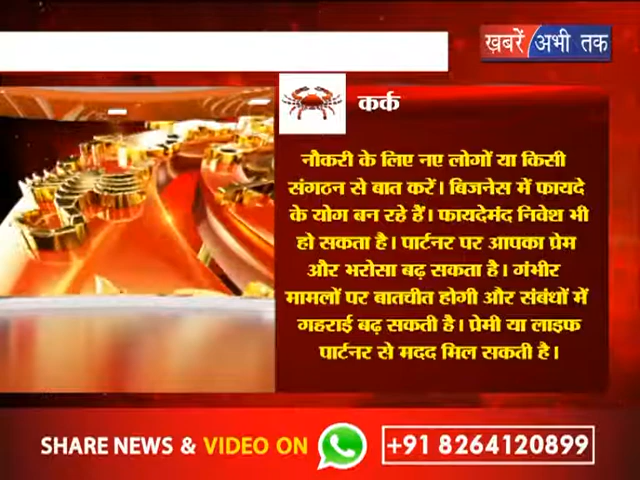 ख़बरें अभी तक
कर्क
नौकरी के लिए नए लोगों या किसी
संगठन से बात करें। बिजनेस में फायदे
के योग बन रहे हैं। फायदेमंद निवेश भी
हो सकता है। पार्टनर पर आपका प्रेम
और भरोसा बढ़ सकता है। गंभीर
मामलों पर बातचीत होगी और संबंधों में
गहराई बढ़ सकती है। प्रेमी या लाइफ
पार्टनर से मदद मिल सकती है।
SHARE NEWS & VIDEO ON +91 8264120899